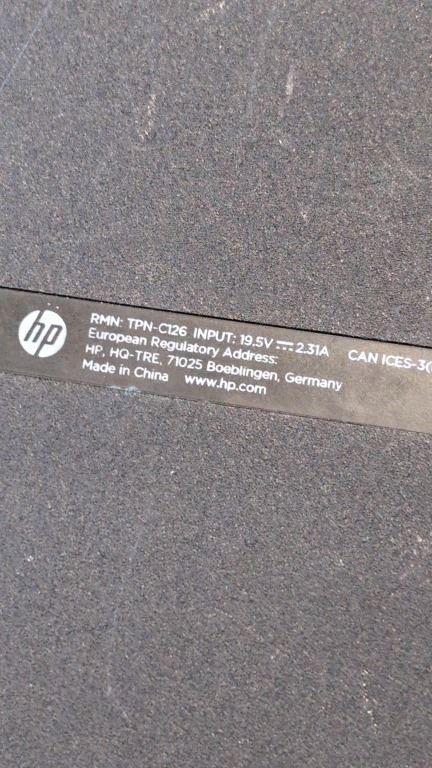 hp
RMN: TPN-C126 INPUT: 19.5V ⎓ 2.31A CAN ICES-3(
European Regulatory Address:
HP, HQ-TRE, 71025 Boeblingen, Germany
Made in China www.hp.com